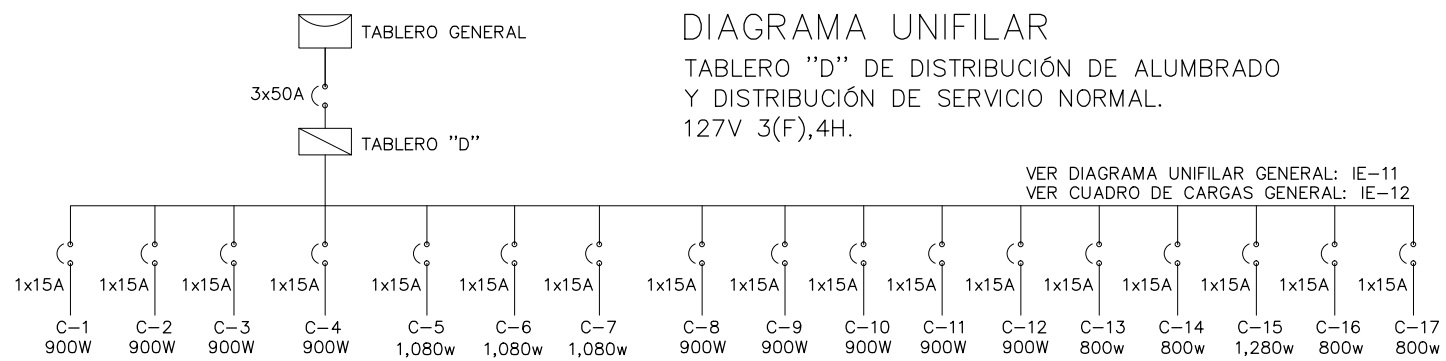 TABLERO GENERAL
3x50A
TABLERO ''D''
DIAGRAMA UNIFILAR
TABLERO ''D'' DE DISTRIBUCIÓN DE ALUMBRADO
Y DISTRIBUCIÓN DE SERVICIO NORMAL.
127V 3(F),4H.
VER DIAGRAMA UNIFILAR GENERAL: IE-11
VER CUADRO DE CARGAS GENERAL: IE-12
1x15A 1x15A 1x15A 1x15A 1x15A 1x15A 1x15A 1x15A 1x15A 1x15A 1x15A 1x15A 1x15A 1x15A 1x15A 1x15A 1x15A
C-1 C-2 C-3 C-4 C-5 C-6 C-7 C-8 C-9 C-10 C-11 C-12 C-13 C-14 C-15 C-16 C-17
900W 900W 900W 900W 1,080w 1,080w 1,080w 900W 900W 900W 900W 900W 800w 800w 1,280w 800w 800w